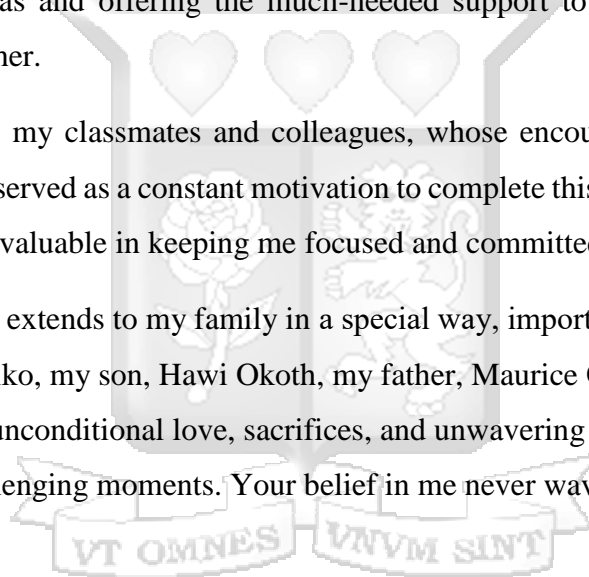 as and offering the much-needed support to
her.
my classmates and colleagues, whose encou
served as a constant motivation to complete this
valuable in keeping me focused and committed
extends to my family in a special way, import
ko, my son, Hawi Okoth, my father, Maurice
unconditional love, sacrifices, and unwavering
lenging moments. Your belief in me never wav
VT OMNES VNVM SINT